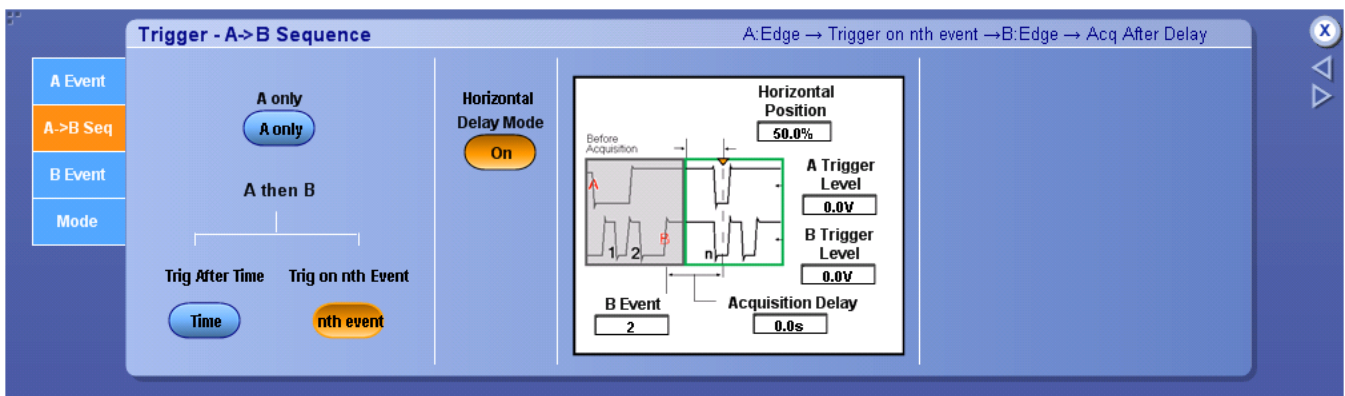 Trigger - A->B Sequence
A:Edge → Trigger on nth event →B:Edge → Acq After Delay
X
A Event
A->B Seq
B Event
Mode
A only
A only
A then B
Trig After Time
Trig on nth Event
Time
nth event
Horizontal
Delay Mode
On
Horizontal
Position
50.0%
Before
Acquisition
A
B
1
2
n
A Trigger
Level
0.0V
B Trigger
Level
0.0V
B Event
2
Acquisition Delay
0.0s